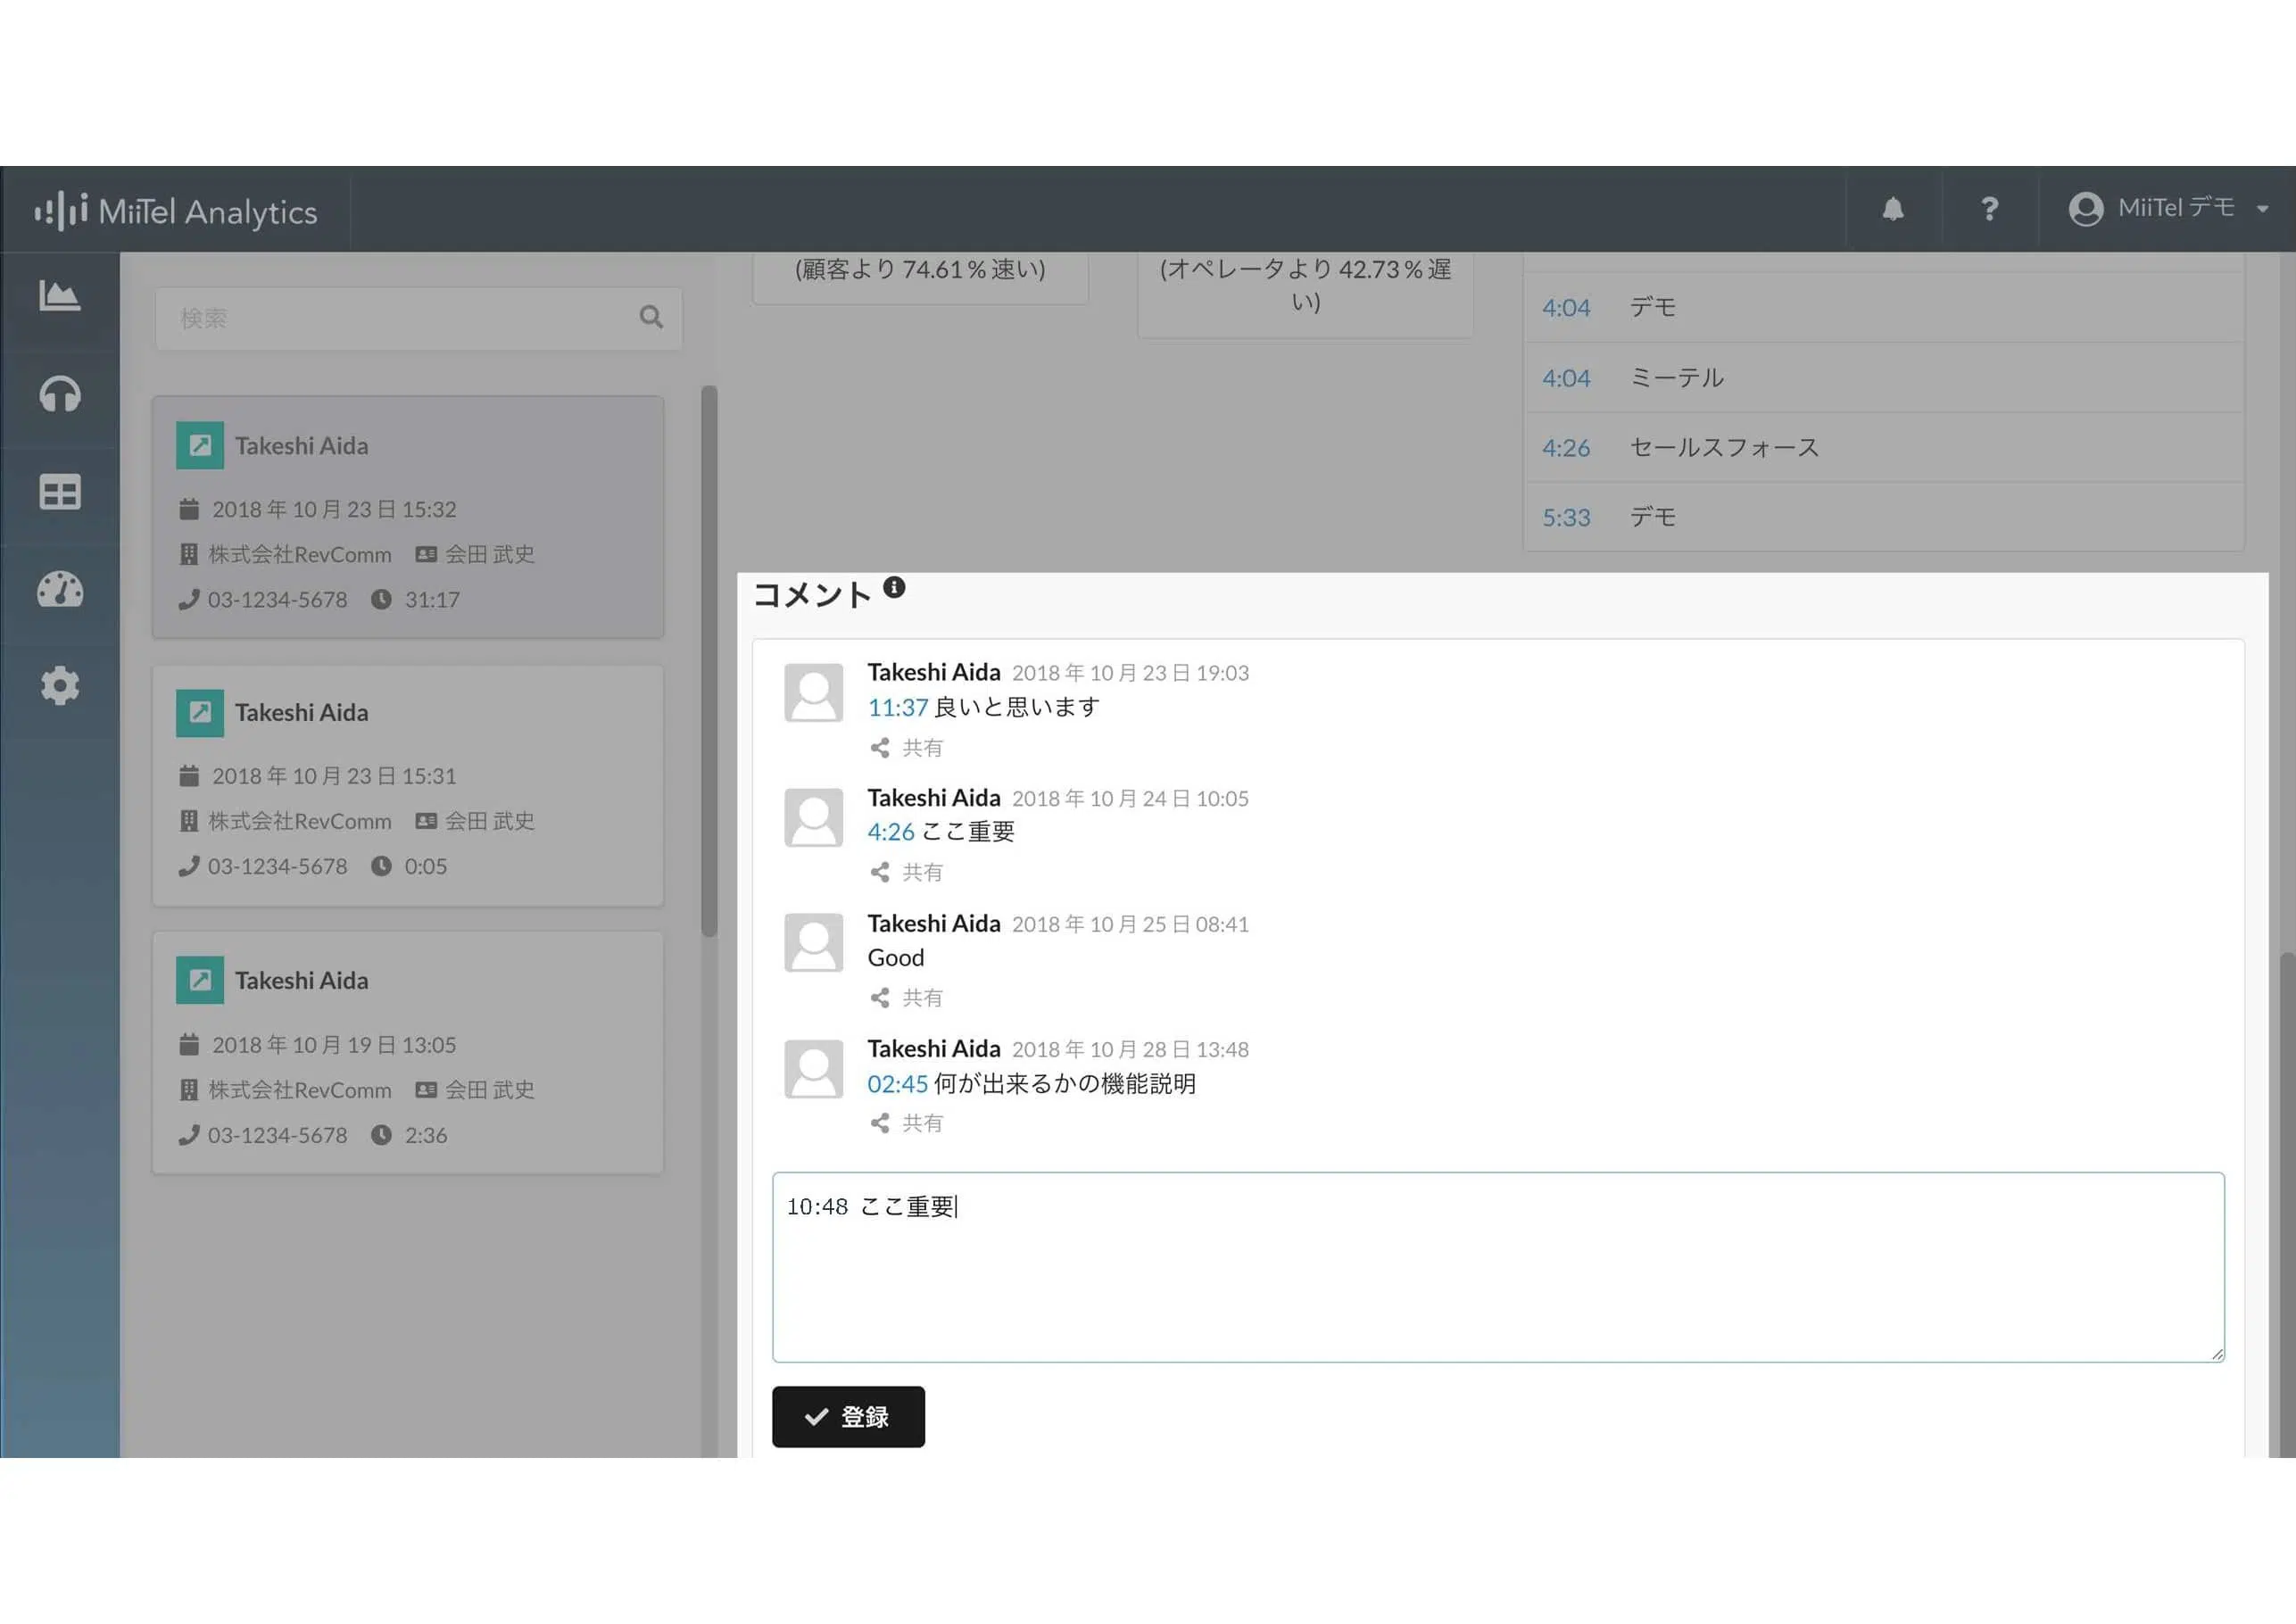 MiiTel Analytics
MiiTel デモ
検索
Takeshi Aida
2018 年 10 月 23 日 15:32
株式会社RevComm 会田 武史
03-1234-5678 31:17
Takeshi Aida
2018 年 10 月 23 日 15:31
株式会社RevComm 会田 武史
03-1234-5678 0:05
Takeshi Aida
2018 年 10 月 19 日 13:05
株式会社RevComm 会田 武史
03-1234-5678 2:36
(顧客より 74.61 % 速い)
(オペレータより 42.73 % 遅
い)
4:04 デモ
4:04 ミーテル
4:26 セールスフォース
5:33 デモ
コメント
Takeshi Aida 2018 年 10 月 23 日 19:03
11:37 良いと思います
共有
Takeshi Aida 2018 年 10 月 24 日 10:05
4:26 ここ重要
共有
Takeshi Aida 2018 年 10 月 25 日 08:41
Good
共有
Takeshi Aida 2018 年 10 月 28 日 13:48
02:45 何が出来るかの機能説明
共有
10:48 ここ重要
登録